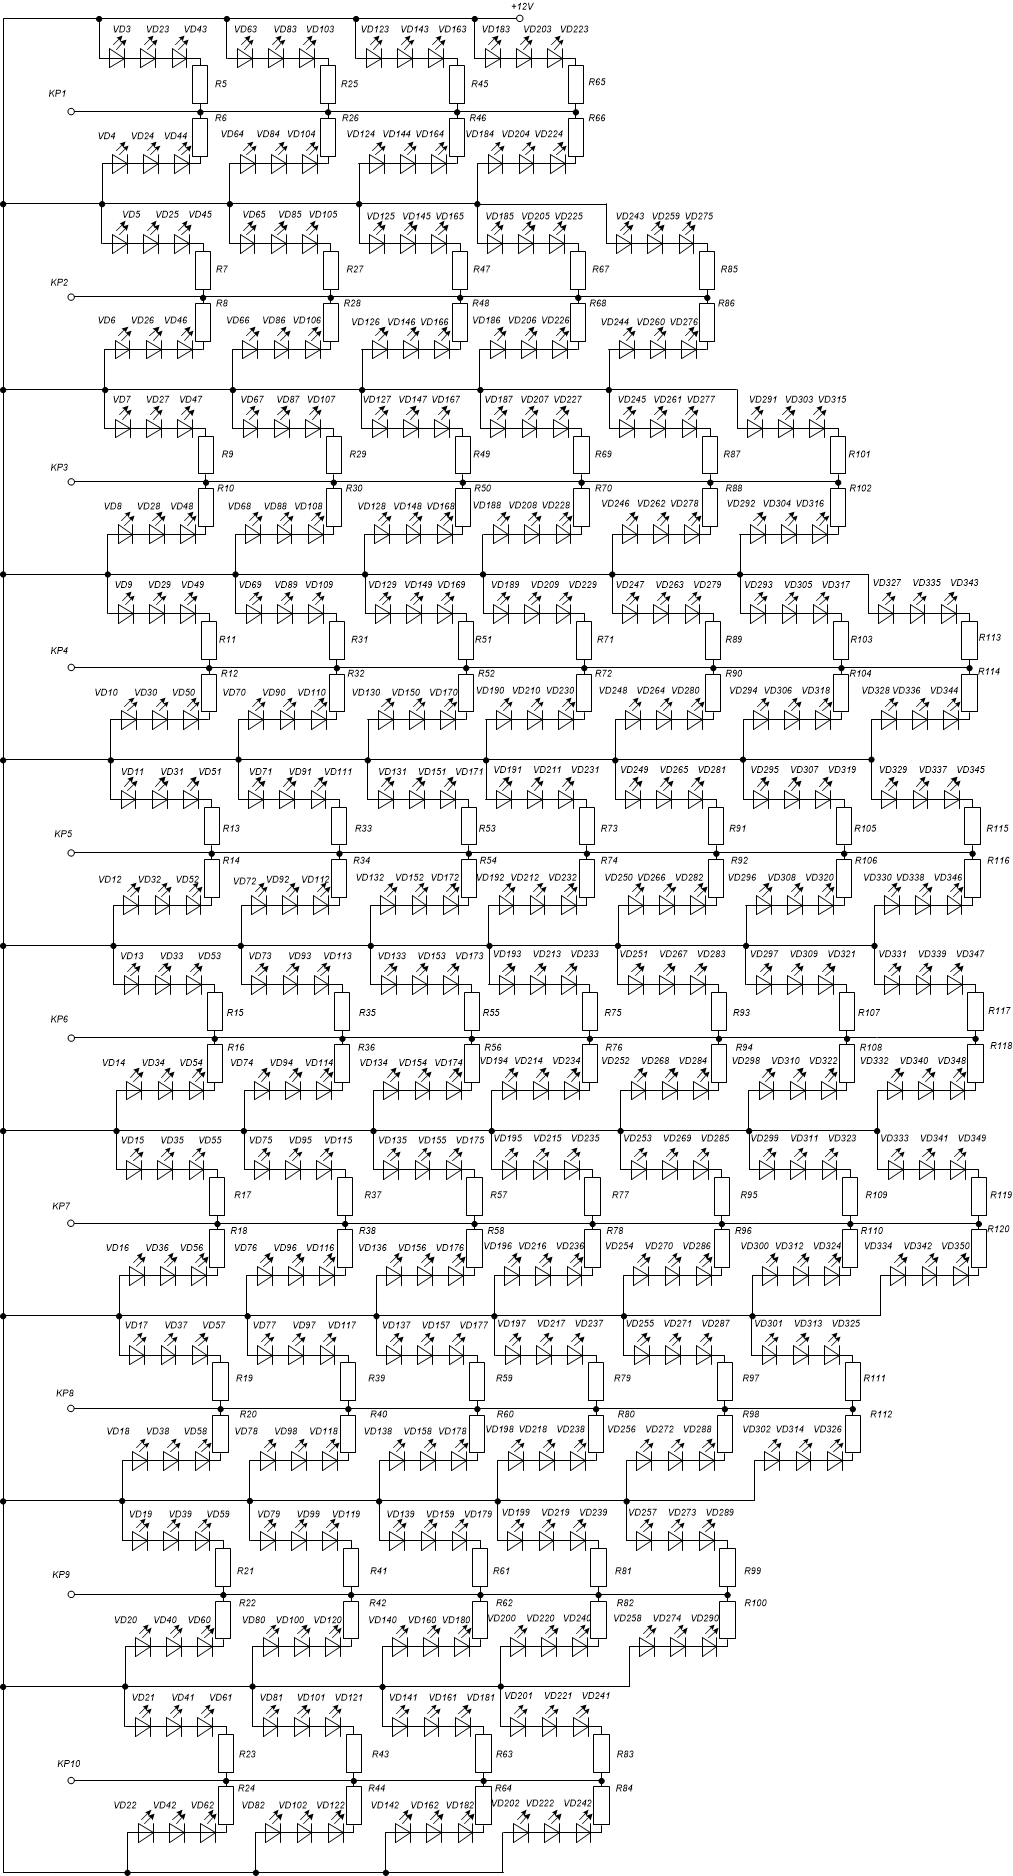 +12V
VD3 VD23 VD43 VD63 VD83 VD103 VD123 VD143 VD163 VD183 VD203 VD223
R5 R25 R45 R65
KP1
R6 R26 R46 R66
VD4 VD24 VD44 VD64 VD84 VD104 VD124 VD144 VD164 VD184 VD204 VD224
VD5 VD25 VD45 VD65 VD85 VD105 VD125 VD145 VD165 VD185 VD205 VD225 VD243 VD259 VD275
R7 R27 R47 R67 R85
KP2
R8 R28 R48 R68 R86
VD6 VD26 VD46 VD66 VD86 VD106 VD126 VD146 VD166 VD186 VD206 VD226 VD244 VD260 VD276
VD7 VD27 VD47 VD67 VD87 VD107 VD127 VD147 VD167 VD187 VD207 VD227 VD245 VD261 VD277 VD291 VD303 VD315
R9 R29 R49 R69 R87 R101
KP3
R10 R30 R50 R70 R88 R102
VD8 VD28 VD48 VD68 VD88 VD108 VD128 VD148 VD168 VD188 VD208 VD228 VD246 VD262 VD278 VD292 VD304 VD316
VD9 VD29 VD49 VD69 VD89 VD109 VD129 VD149 VD169 VD189 VD209 VD229 VD247 VD263 VD279 VD293 VD305 VD317 VD327 VD335 VD343
R11 R31 R51 R71 R89 R103 R113
KP4
R12 R32 R52 R72 R90 R104 R114
VD10 VD30 VD50 VD70 VD90 VD110 VD130 VD150 VD170 VD190 VD210 VD230 VD248 VD264 VD280 VD294 VD306 VD318 VD328 VD336 VD344
VD11 VD31 VD51 VD71 VD91 VD111 VD131 VD151 VD171 VD191 VD211 VD231 VD249 VD265 VD281 VD295 VD307 VD319 VD329 VD337 VD345
R13 R33 R53 R73 R91 R105 R115
KP5
R14 R34 R54 R74 R92 R106 R116
VD12 VD32 VD52 VD72 VD92 VD112 VD132 VD152 VD172 VD192 VD212 VD232 VD250 VD266 VD282 VD296 VD308 VD320 VD330 VD338 VD346
VD13 VD33 VD53 VD73 VD93 VD113 VD133 VD153 VD173 VD193 VD213 VD233 VD251 VD267 VD283 VD297 VD309 VD321 VD331 VD339 VD347
R15 R35 R55 R75 R93 R107 R117
KP6
R16 R36 R56 R76 R94 R108 R118
VD14 VD34 VD54 VD74 VD94 VD114 VD134 VD154 VD174 VD194 VD214 VD234 VD252 VD268 VD284 VD298 VD310 VD322 VD332 VD340 VD348
VD15 VD35 VD55 VD75 VD95 VD115 VD135 VD155 VD175 VD195 VD215 VD235 VD253 VD269 VD285 VD299 VD311 VD323 VD333 VD341 VD349
R17 R37 R57 R77 R95 R109 R119
KP7
R18 R38 R58 R78 R96 R110 R120
VD16 VD36 VD56 VD76 VD96 VD116 VD136 VD156 VD176 VD196 VD216 VD236 VD254 VD270 VD286 VD300 VD312 VD324 VD334 VD342 VD350
VD17 VD37 VD57 VD77 VD97 VD117 VD137 VD157 VD177 VD197 VD217 VD237 VD255 VD271 VD287 VD301 VD313 VD325
R19 R39 R59 R79 R97 R111
KP8
R20 R40 R60 R80 R98 R112
VD18 VD38 VD58 VD78 VD98 VD118 VD138 VD158 VD178 VD198 VD218 VD238 VD256 VD272 VD288 VD302 VD314 VD326
VD19 VD39 VD59 VD79 VD99 VD119 VD139 VD159 VD179 VD199 VD219 VD239 VD257 VD273 VD289
R21 R41 R61 R81 R99
KP9
R22 R42 R62 R82 R100
VD20 VD40 VD60 VD80 VD100 VD120 VD140 VD160 VD180 VD200 VD220 VD240 VD258 VD274 VD290
VD21 VD41 VD61 VD81 VD101 VD121 VD141 VD161 VD181 VD201 VD221 VD241
R23 R43 R63 R83
KP10
R24 R44 R64 R84
VD22 VD42 VD62 VD82 VD102 VD122 VD142 VD162 VD182 VD202 VD222 VD242